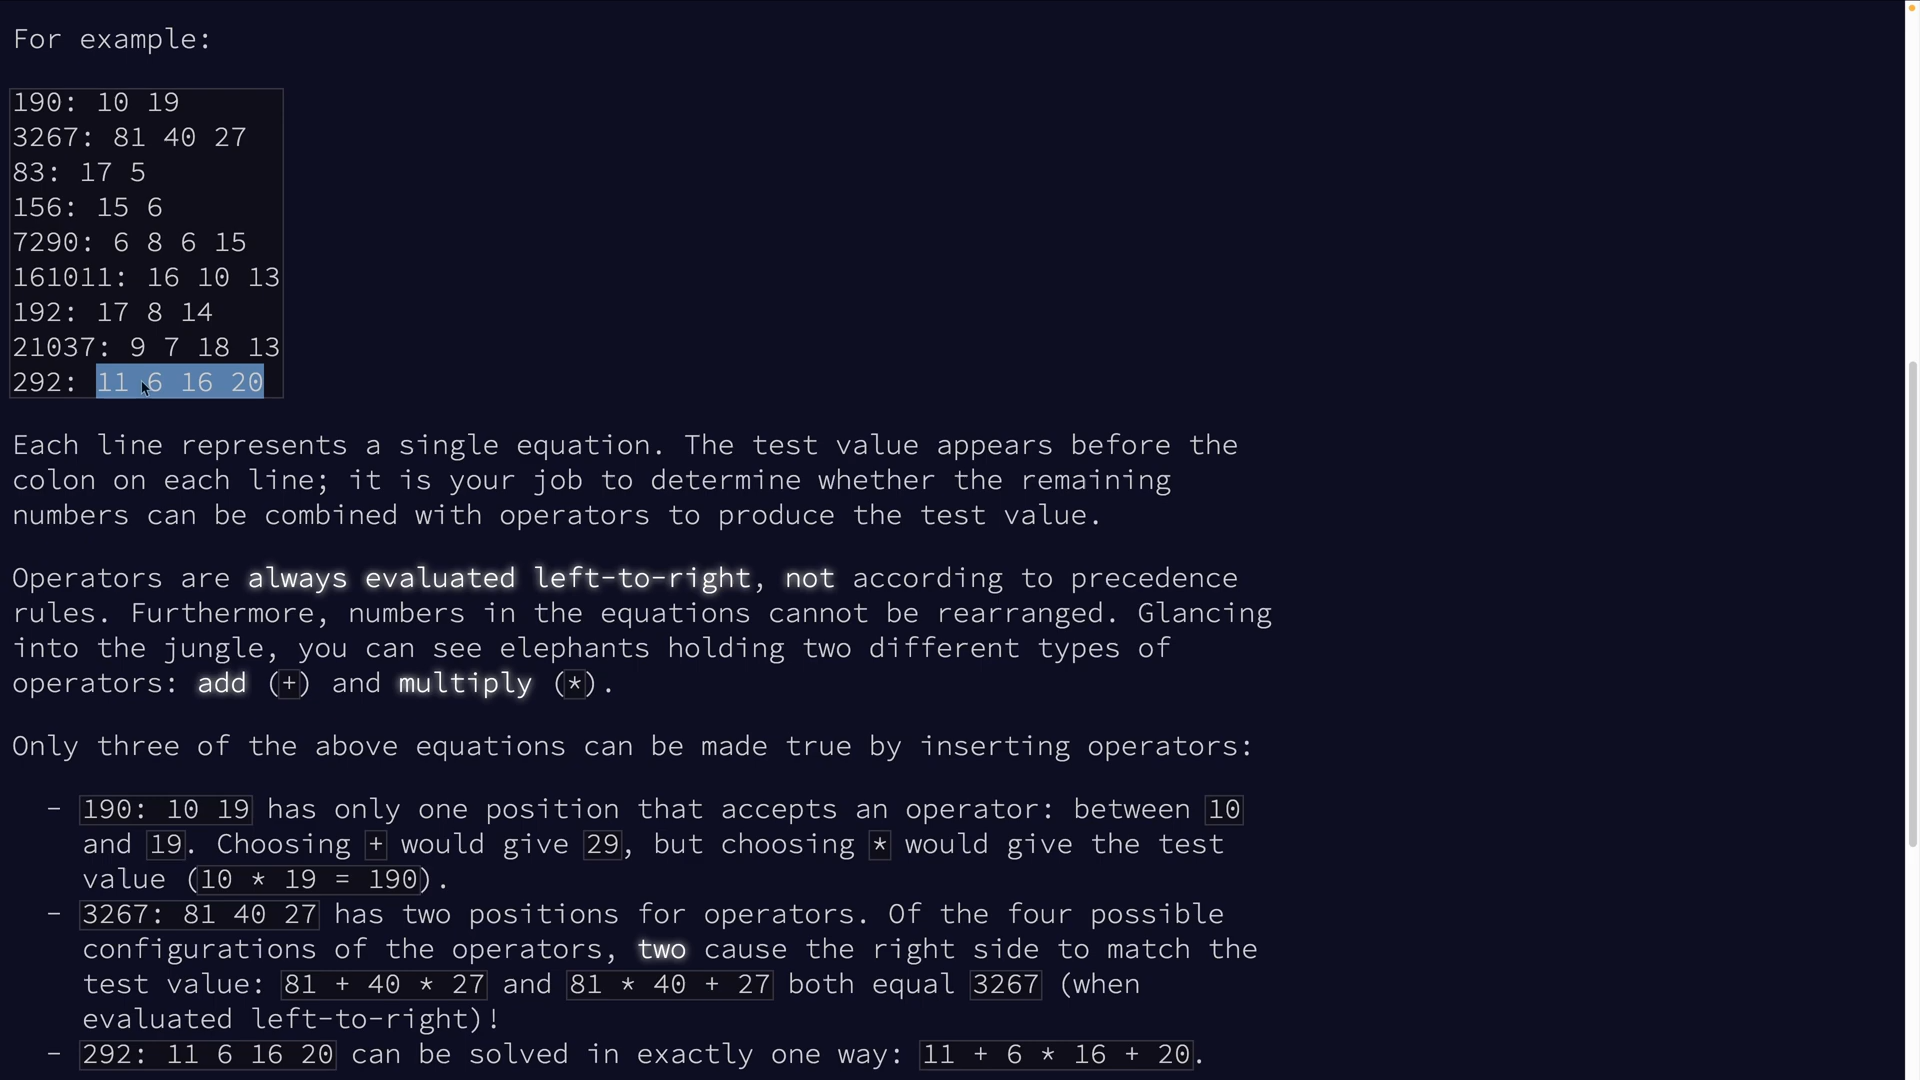 For example:
190: 10 19
3267: 81 40 27
83: 17 5
156: 15 6
7290: 6 8 6 15
161011: 16 10 13
192: 17 8 14
21037: 9 7 18 13
292: 11 6 16 20
Each line represents a single equation. The test value appears before the
colon on each line; it is your job to determine whether the remaining
numbers can be combined with operators to produce the test value.
Operators are always evaluated left-to-right, not according to precedence
rules. Furthermore, numbers in the equations cannot be rearranged. Glancing
into the jungle, you can see elephants holding two different types of
operators: add (+) and multiply (*).
Only three of the above equations can be made true by inserting operators:
- 190: 10 19 has only one position that accepts an operator: between 10
and 19. Choosing + would give 29, but choosing * would give the test
value (10 * 19 = 190).
- 3267: 81 40 27 has two positions for operators. Of the four possible
configurations of the operators, two cause the right side to match the
test value: 81 + 40 * 27 and 81 * 40 + 27 both equal 3267 (when
evaluated left-to-right)!
- 292: 11 6 16 20 can be solved in exactly one way: 11 + 6 * 16 + 20.